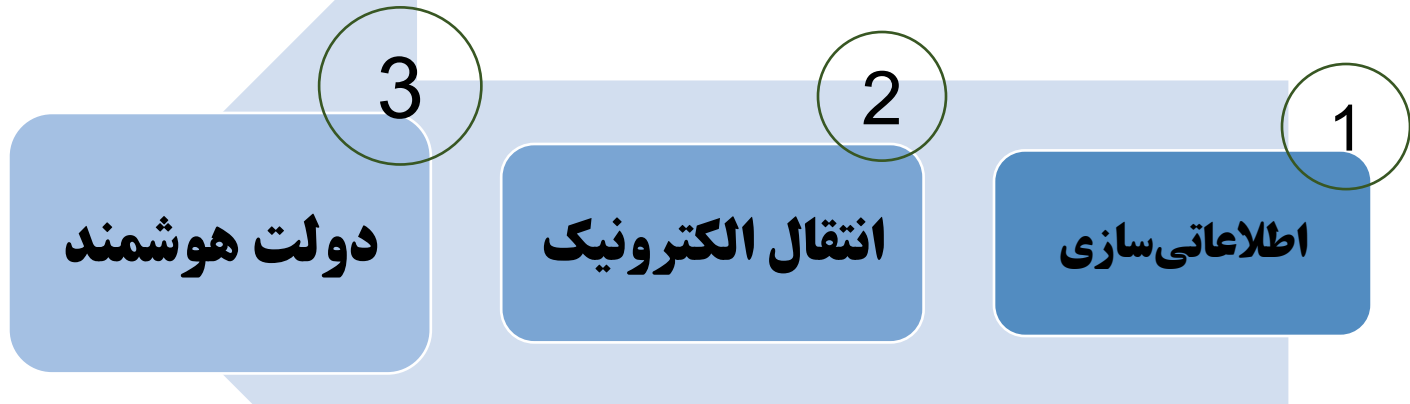 1
اطلاعاتی‌سازی
2
انتقال الکترونیک
3
دولت هوشمند